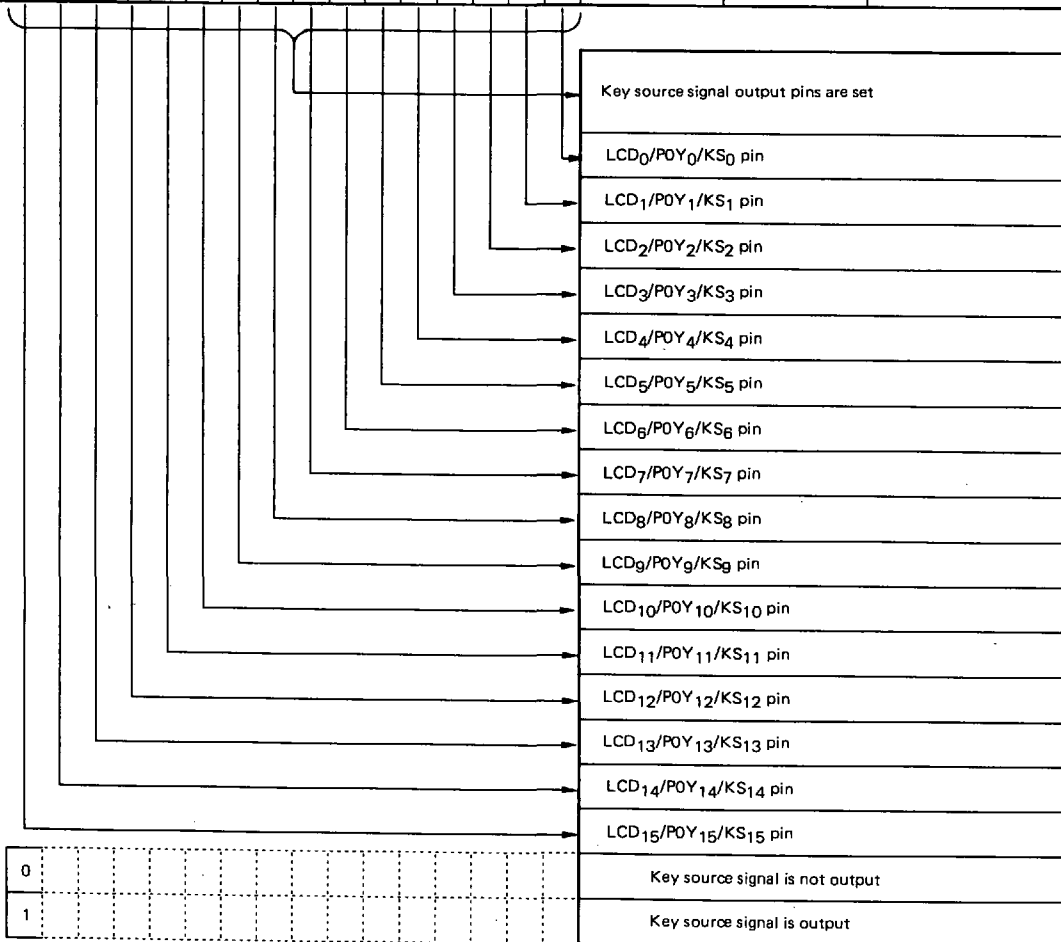 Key source signal output pins are set
LCD0/P0Y0/KS0 pin
LCD1/P0Y1/KS1 pin
LCD2/P0Y2/KS2 pin
LCD3/P0Y3/KS3 pin
LCD4/P0Y4/KS4 pin
LCD5/P0Y5/KS5 pin
LCD6/P0Y6/KS6 pin
LCD7/P0Y7/KS7 pin
LCD8/P0Y8/KS8 pin
LCD9/P0Y9/KS9 pin
LCD10/P0Y10/KS10 pin
LCD11/P0Y11/KS11 pin
LCD12/P0Y12/KS12 pin
LCD13/P0Y13/KS13 pin
LCD14/P0Y14/KS14 pin
LCD15/P0Y15/KS15 pin
0 Key source signal is not output
1 Key source signal is output